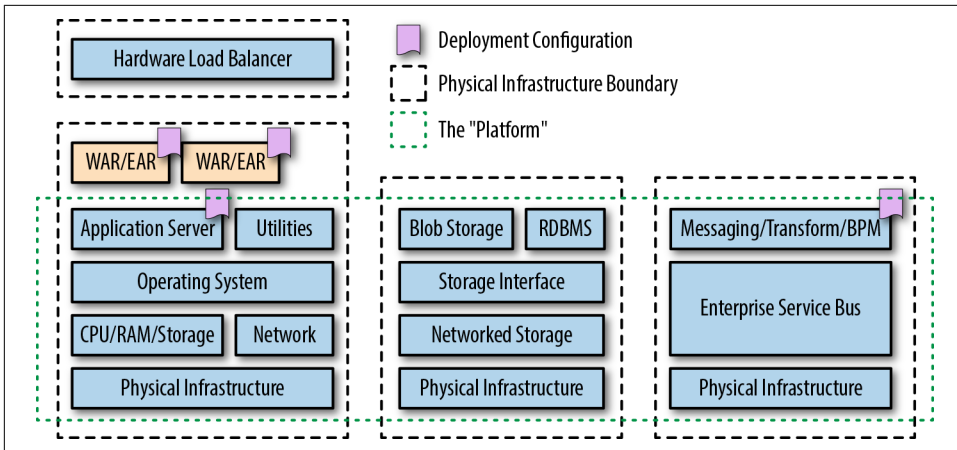 Hardware Load Balancer
Deployment Configuration
Physical Infrastructure Boundary
The "Platform"
WAR/EAR
WAR/EAR
Application Server
Utilities
Operating System
CPU/RAM/Storage
Network
Physical Infrastructure
Blob Storage
RDBMS
Storage Interface
Networked Storage
Physical Infrastructure
Messaging/Transform/BPM
Enterprise Service Bus
Physical Infrastructure